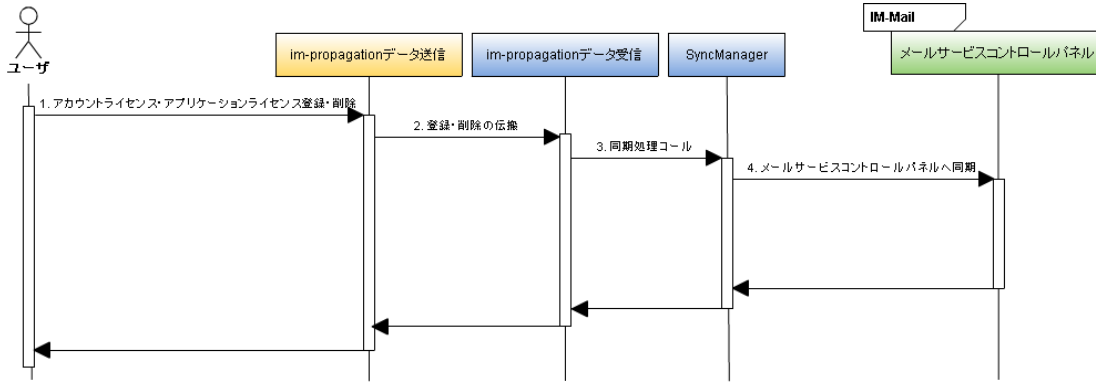 IM-Mail
ユーザ
im-propagationデータ送信
im-propagationデータ受信
SyncManager
メールサービスコントロールパネル
1. アカウントライセンス・アプリケーションライセンス登録・削除
2. 登録・削除の伝搬
3. 同期処理コール
4. メールサービスコントロールパネルへ同期